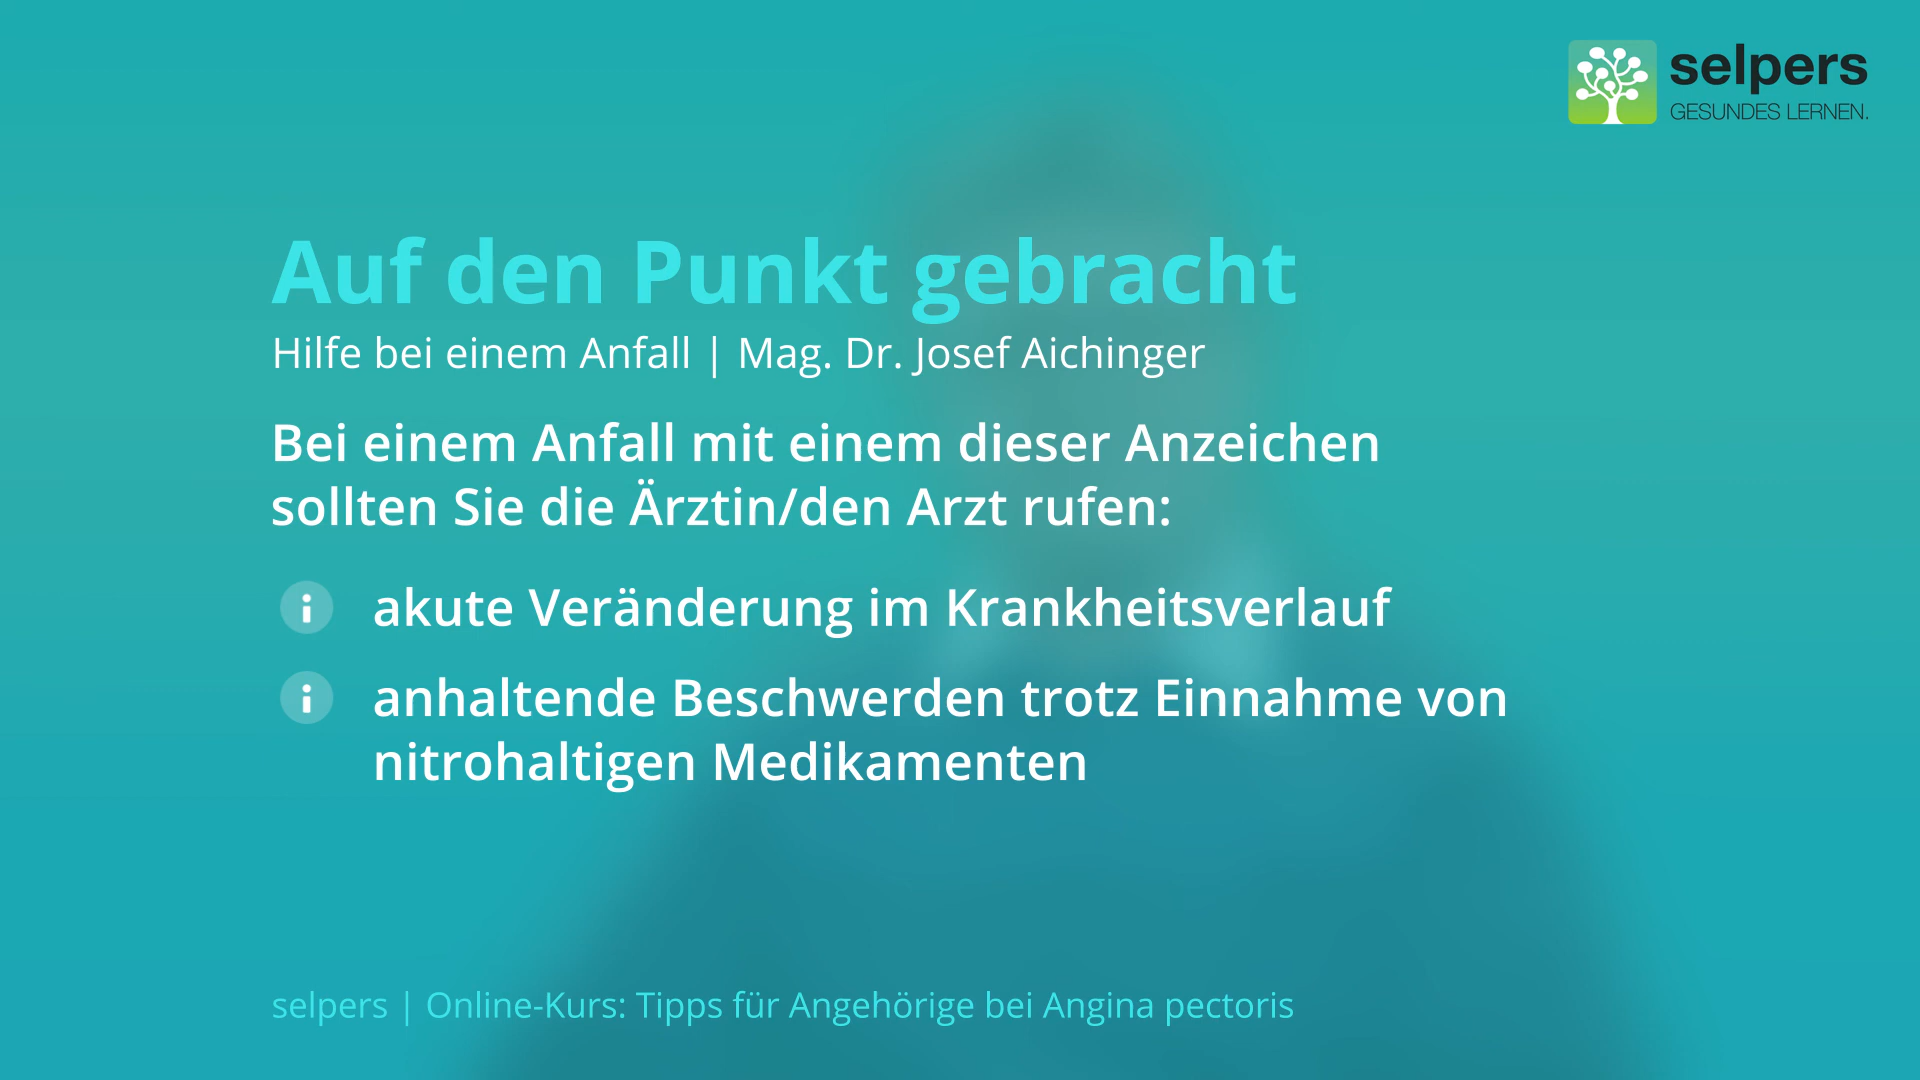 selpers
GESUNDES LERNEN.
Auf den Punkt gebracht
Hilfe bei einem Anfall | Mag. Dr. Josef Aichinger
Bei einem Anfall mit einem dieser Anzeichen
sollten Sie die Ärztin/den Arzt rufen:
akute Veränderung im Krankheitsverlauf
anhaltende Beschwerden trotz Einnahme von
nitrohaltigen Medikamenten
selpers | Online-Kurs: Tipps für Angehörige bei Angina pectoris